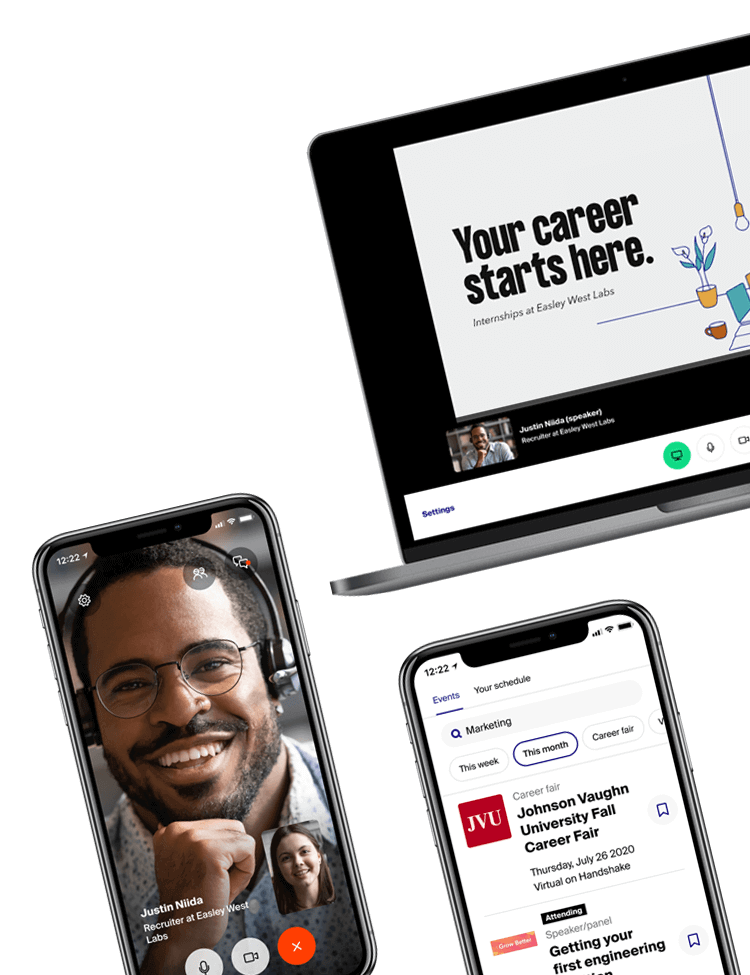 Your career
starts here.
Internships at Easley West Labs
Justin Niida (speaker)
Recruiter at Easley West Labs
Settings
12:22
Justin Niida
Recruiter at Easley West
Labs
12:22
Events
Your schedule
Marketing
This week
This month
Career fair
V
JVU
Career fair
Johnson Vaughn
University Fall
Career Fair
Thursday, July 26 2020
Virtual on Handshake
Attending
Grow Better
Speaker/panel
Getting your
first engineering